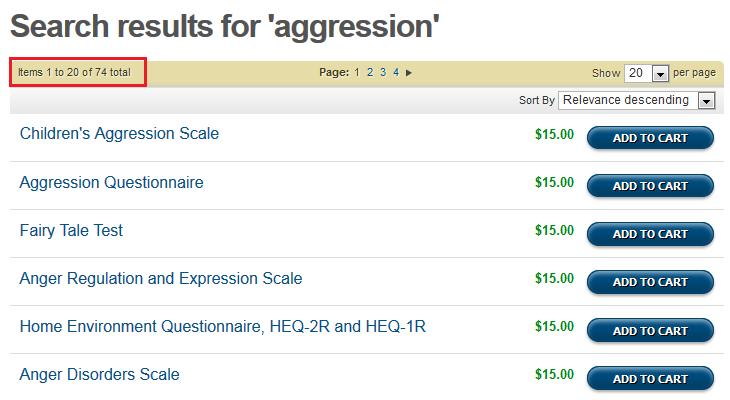 Search results for 'aggression'
Items 1 to 20 of 74 total Page: 1 2 3 4 Show 20 per page
Sort By Relevance descending
Children's Aggression Scale $15.00 ADD TO CART
Aggression Questionnaire $15.00 ADD TO CART
Fairy Tale Test $15.00 ADD TO CART
Anger Regulation and Expression Scale $15.00 ADD TO CART
Home Environment Questionnaire, HEQ-2R and HEQ-1R $15.00 ADD TO CART
Anger Disorders Scale $15.00 ADD TO CART